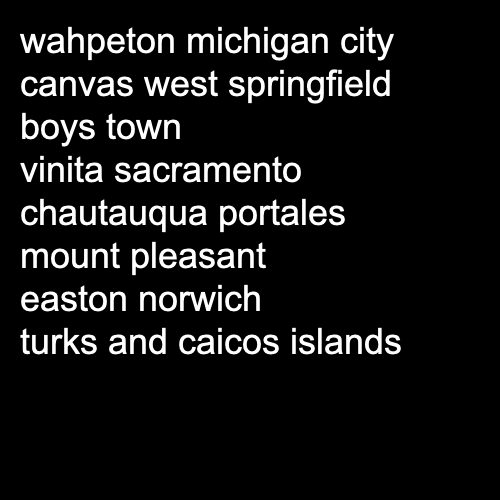 wahpeton michigan city
canvas west springfield
boys town
vinita sacramento
chautauqua portales
mount pleasant
easton norwich
turks and caicos islands